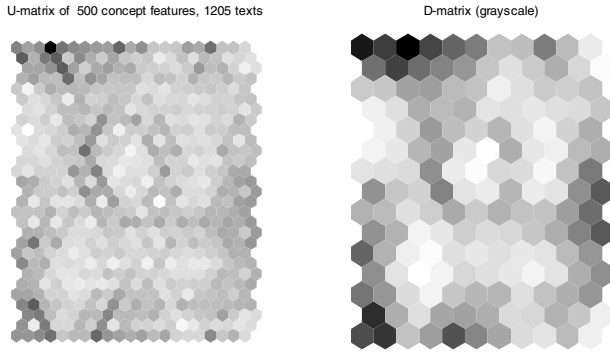 U-matrix of 500 concept features, 1205 texts
D-matrix (grayscale)